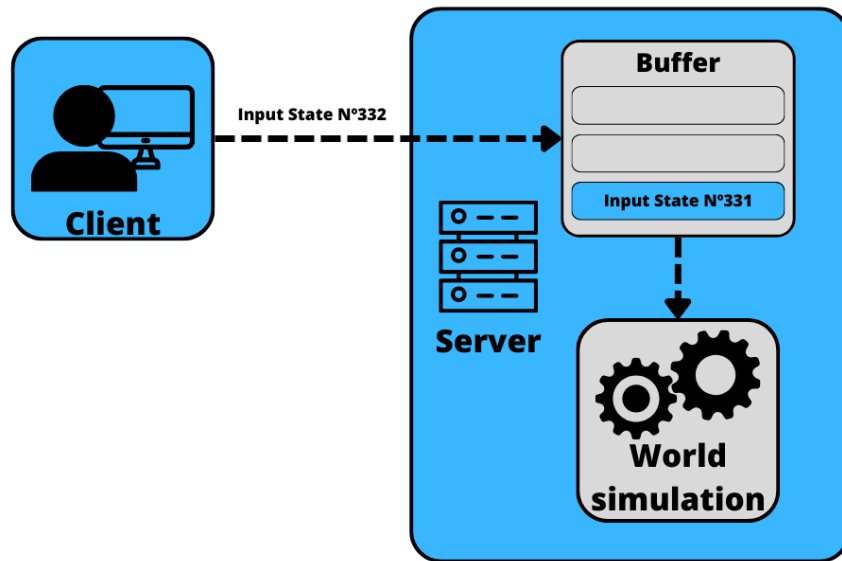 Buffer
Input State Nº332
Input State Nº331
Client
Server
World
simulation